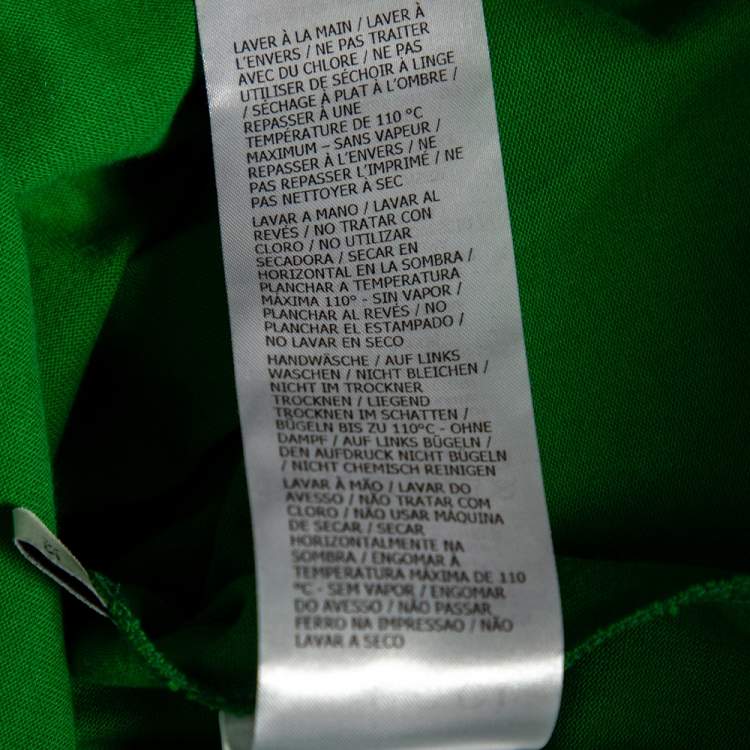 LAVER À LA MAIN / LAVER À
L'ENVERS / NE PAS TRAITER
AVEC DU CHLORE / NE PAS
UTILISER DE SÉCHOIR À LINGE
/ SÉCHAGE À PLAT À L'OMBRE /
REPASSER À UNE
TEMPÉRATURE DE 110 °C
MAXIMUM – SANS VAPEUR /
REPASSER À L'ENVERS / NE
PAS REPASSER L'IMPRIMÉ / NE
PAS NETTOYER À SEC
LAVAR A MANO / LAVAR AL
REVÉS / NO TRATAR CON
CLORO / NO UTILIZAR
SECADORA / SECAR EN
HORIZONTAL EN LA SOMBRA /
PLANCHAR A TEMPERATURA
MÁXIMA 110° - SIN VAPOR /
PLANCHAR AL REVÉS / NO
PLANCHAR EL ESTAMPADO /
NO LAVAR EN SECO
HANDWÄSCHE / AUF LINKS
WASCHEN / NICHT BLEICHEN /
NICHT IM TROCKNER
TROCKNEN / LIEGEND
TROCKNEN IM SCHATTEN /
BÜGELN BIS ZU 110°C - OHNE
DAMPF / AUF LINKS BÜGELN /
DEN AUFDRUCK NICHT BÜGELN
/ NICHT CHEMISCH REINIGEN
LAVAR À MÃO / LAVAR DO
AVESSO / NÃO TRATAR COM
CLORO / NÃO USAR MÁQUINA
DE SECAR / SECAR
HORIZONTALMENTE NA
SOMBRA / ENGOMAR À
TEMPERATURA MÁXIMA DE 110
°C - SEM VAPOR / ENGOMAR
DO AVESSO / NÃO PASSAR
FERRO NA IMPRESSÃO / NÃO
LAVAR A SECO